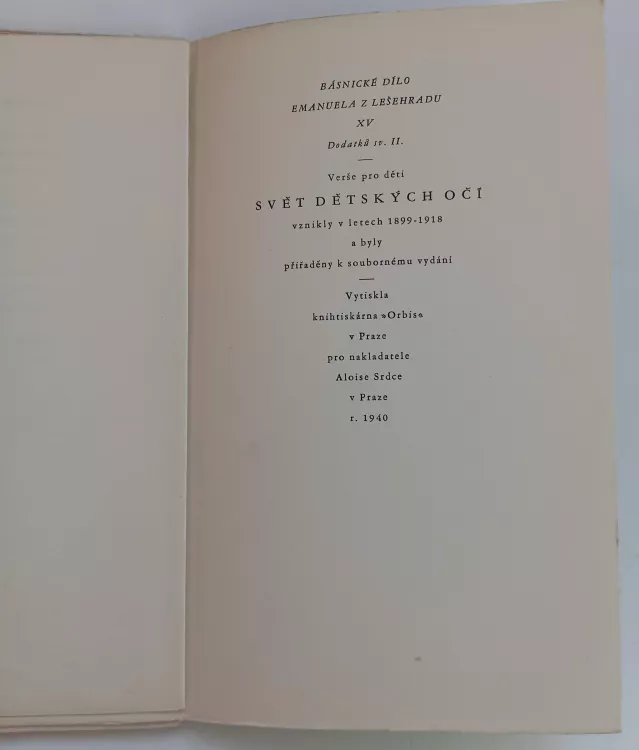 BÁSNICKÉ DÍLO
EMANUELA Z LEŠEHRADU
XV
Dodatků sv. II.
Verše pro děti
SVĚT DĚTSKÝCH OČÍ
vznikly v letech 1899-1918
a byly
přiřaděny k soubornému vydání
Vytiskla
knihtiskárna »Orbis«
v Praze
pro nakladatele
Aloise Srdce
v Praze
r. 1940